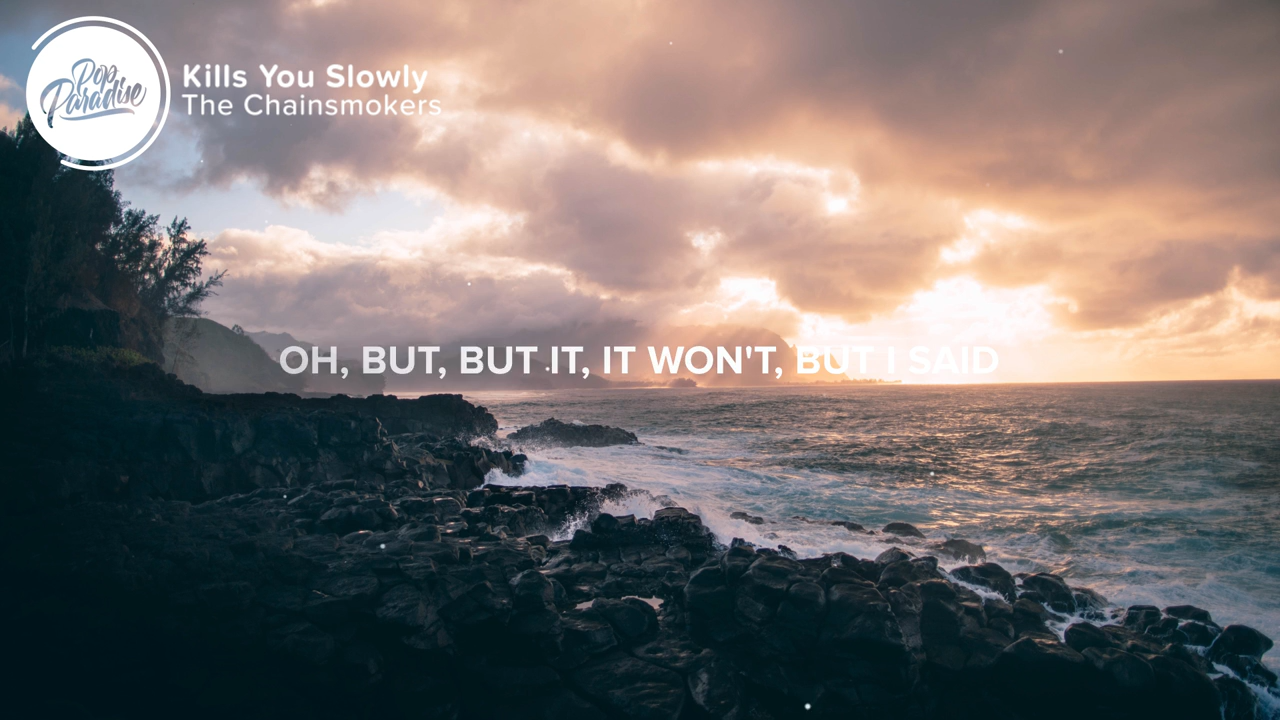 Pop
Paradise
Kills You Slowly
The Chainsmokers
OH, BUT, BUT IT, IT WON'T, BUT I SAID